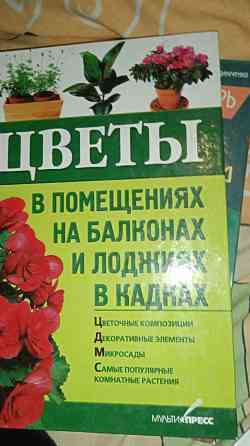 ЦВЕТЫ
В ПОМЕЩЕНИЯХ
НА БАЛКОНАХ
И ЛОДЖИЯХ
В КАДКАХ
ЦВЕТОЧНЫЕ КОМПОЗИЦИИ
ДЕКОРАТИВНЫЕ ЭЛЕМЕНТЫ
МИКРОСАДЫ
САМЫЕ ПОПУЛЯРНЫЕ
КОМНАТНЫЕ РАСТЕНИЯ
МУЛЬТИПРЕСС